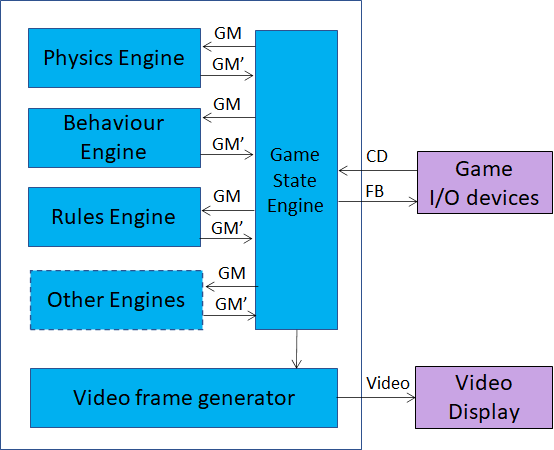 GM
Physics Engine
GM’
GM
Behaviour
Engine
GM’
Game
State
Engine
CD
FB
Game
I/O devices
GM
Rules Engine
GM’
GM
Other Engines
GM’
Video frame generator
Video
Video
Display